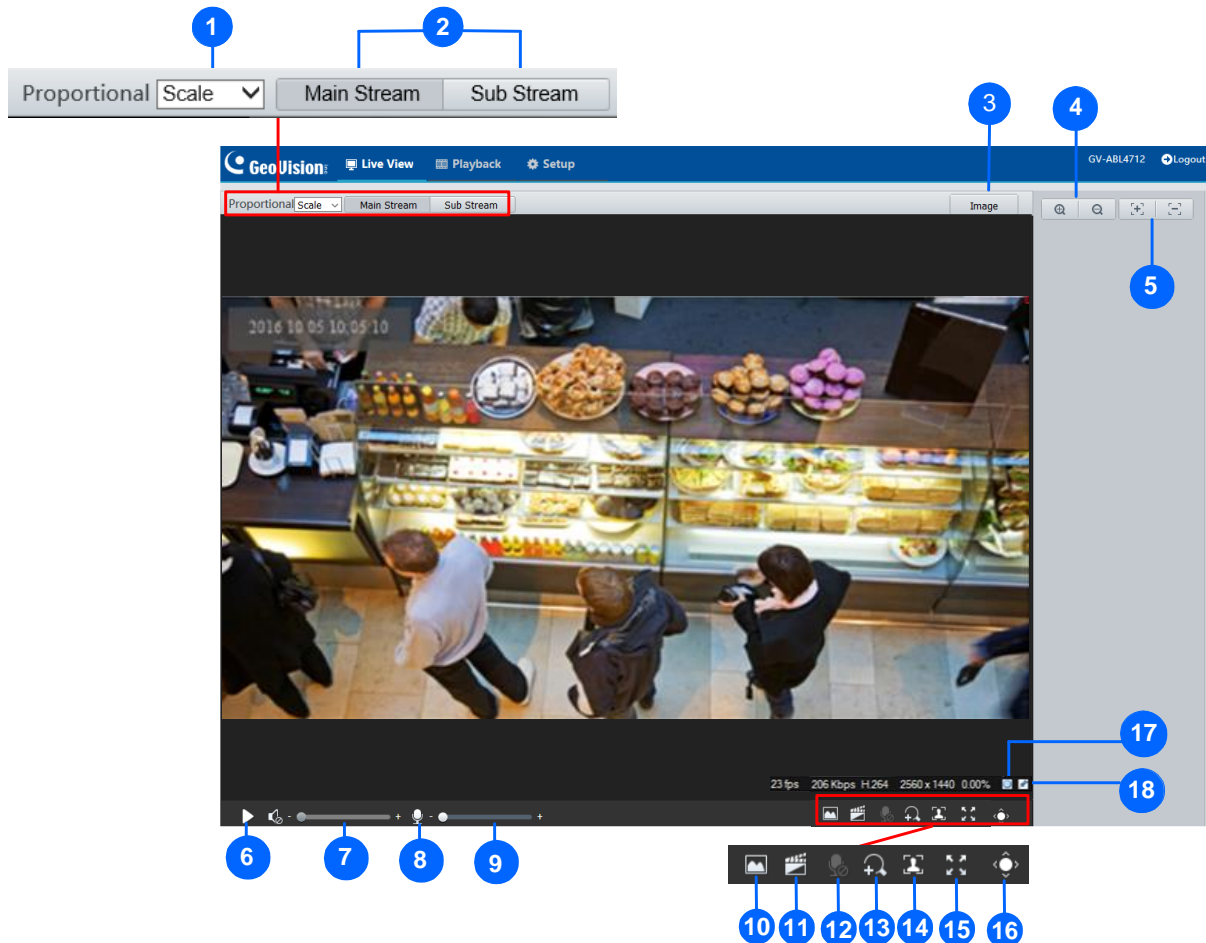 1
2
Proportional Scale Main Stream Sub Stream
3
4
GeoVision Live View Playback Setup
GV-ABL4712 Logout
Proportional Scale Main Stream Sub Stream
Image
5
2016 10 05 10:05:10
17
23 fps 206 Kbps H.264 2560 x 1440 0.00%
18
- + - +
6
7
8
9
10
11
12
13
14
15
16